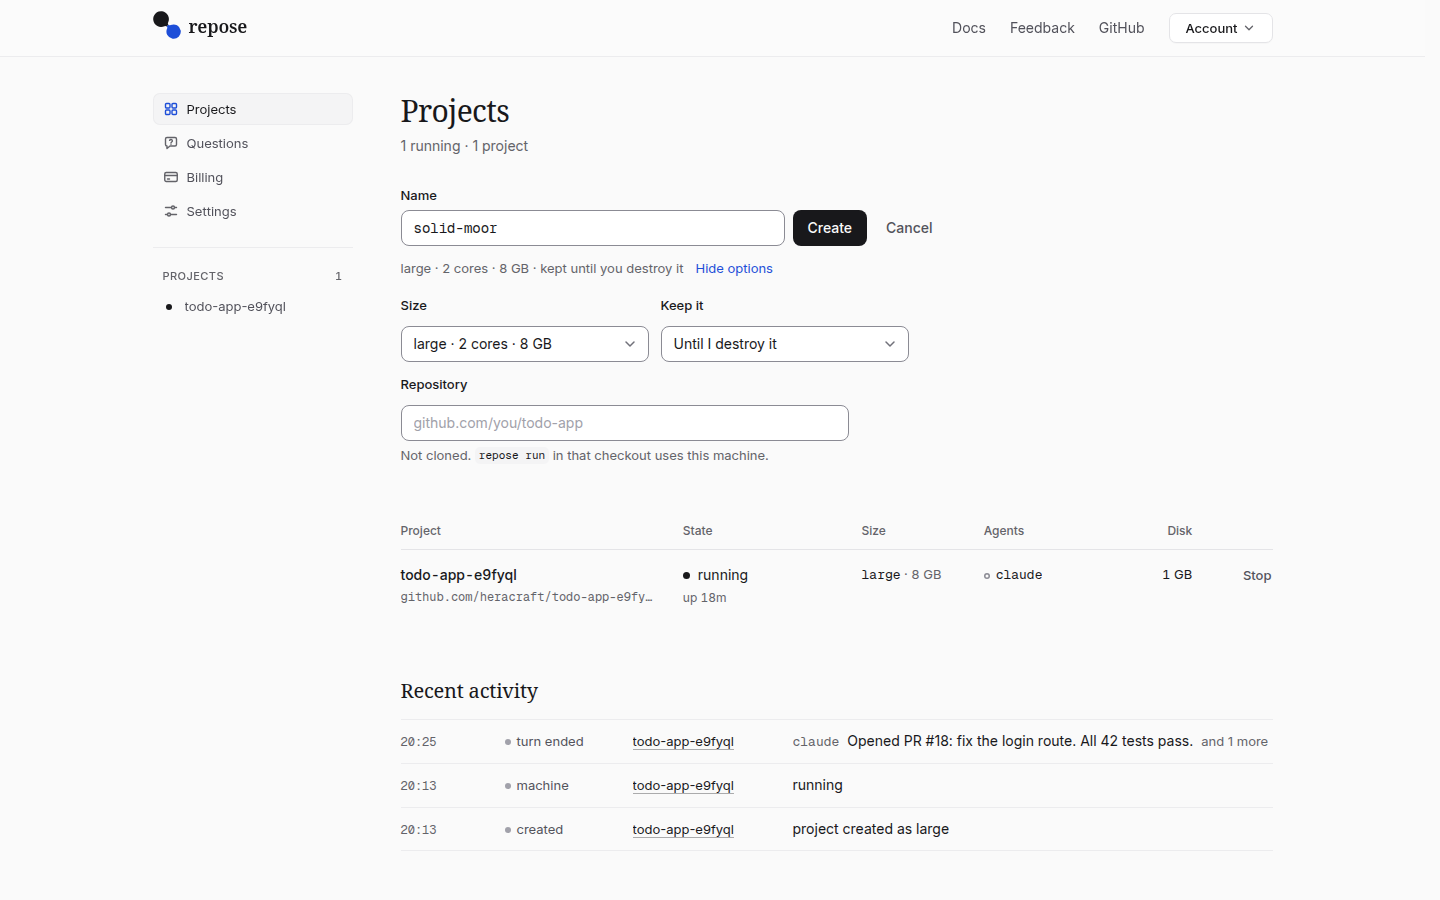 repose
Docs Feedback GitHub Account
Projects
Questions
Billing
Settings
PROJECTS 1
todo-app-e9fyql
Projects
1 running · 1 project
Name
solid-moor Create Cancel
large · 2 cores · 8 GB · kept until you destroy it Hide options
Size Keep it
large · 2 cores · 8 GB Until I destroy it
Repository
github.com/you/todo-app
Not cloned. repose run in that checkout uses this machine.
Project State Size Agents Disk
todo-app-e9fyql running large · 8 GB claude 1 GB Stop
github.com/heracraft/todo-app-e9fy… up 18m
Recent activity
20:25 turn ended todo-app-e9fyql claude Opened PR #18: fix the login route. All 42 tests pass. and 1 more
20:13 machine todo-app-e9fyql running
20:13 created todo-app-e9fyql project created as large